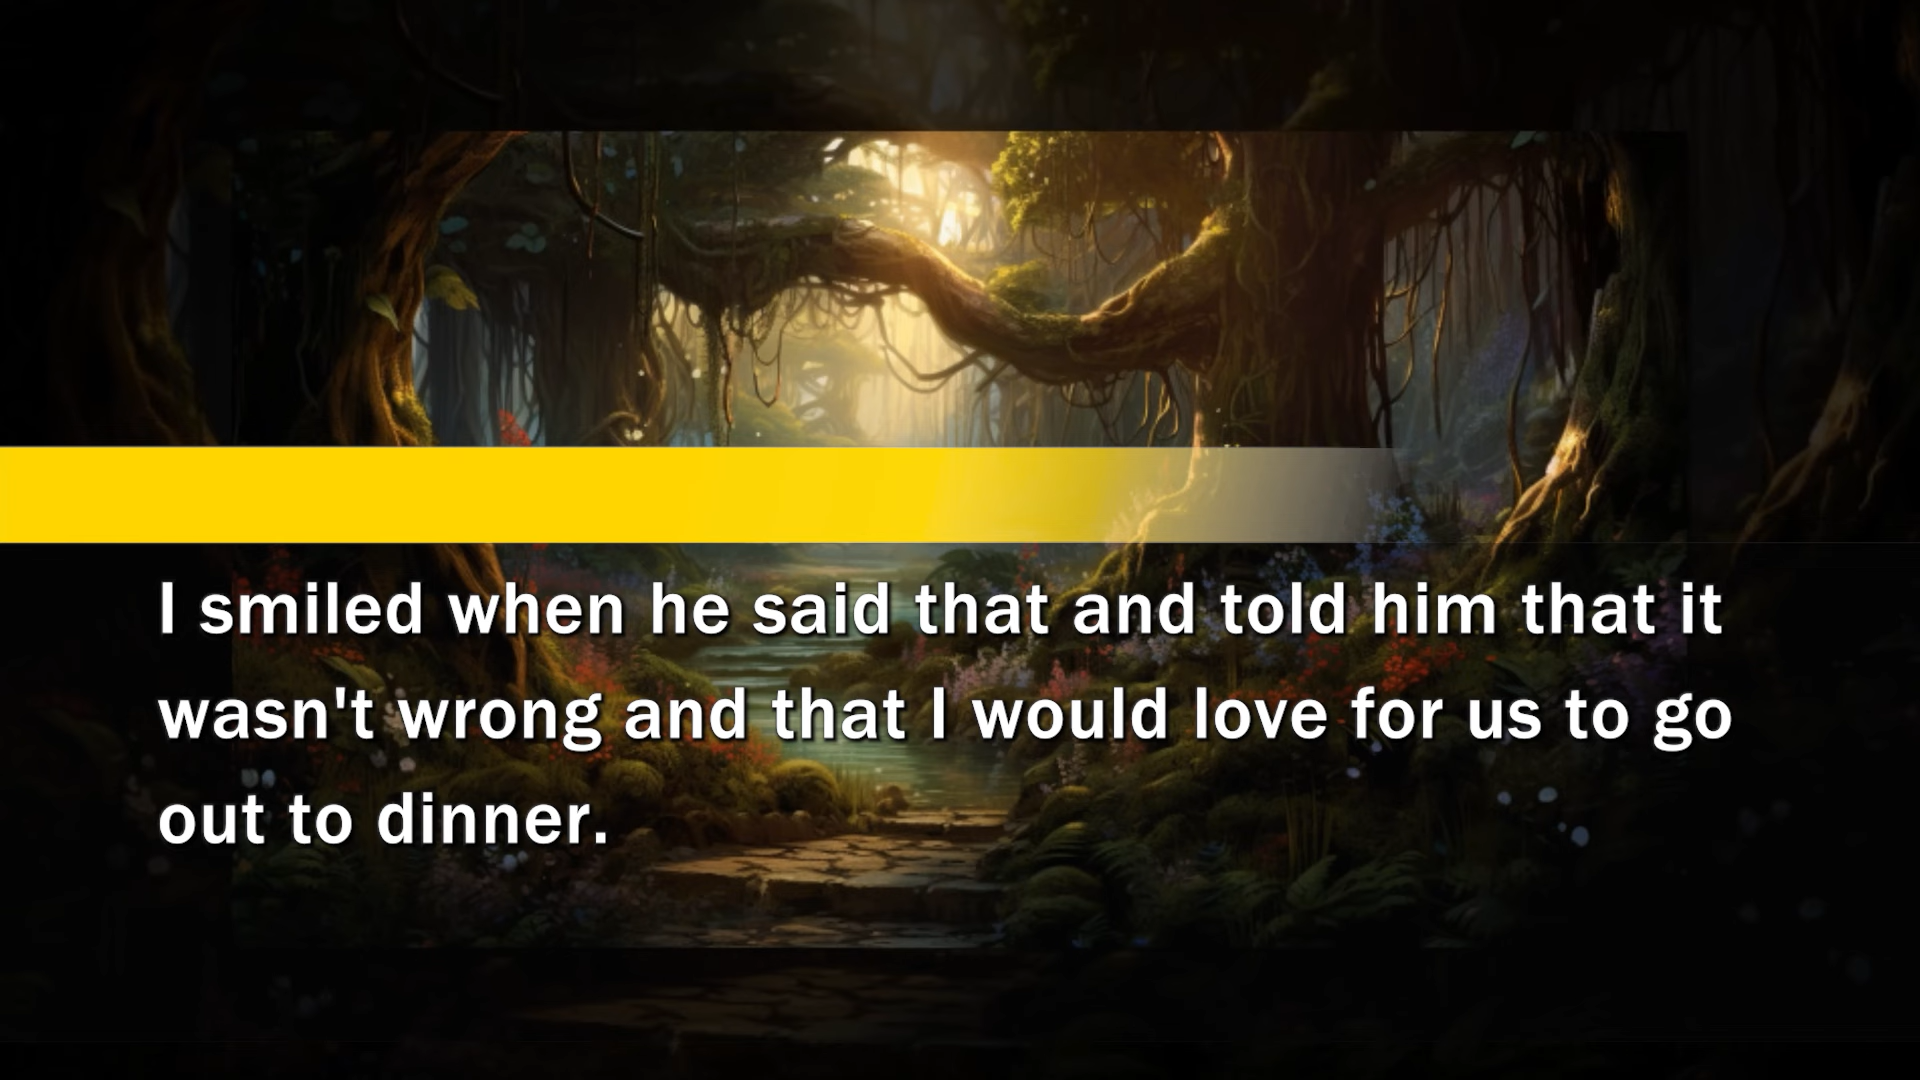 I smiled when he said that and told him that it
wasn't wrong and that I would love for us to go
out to dinner.